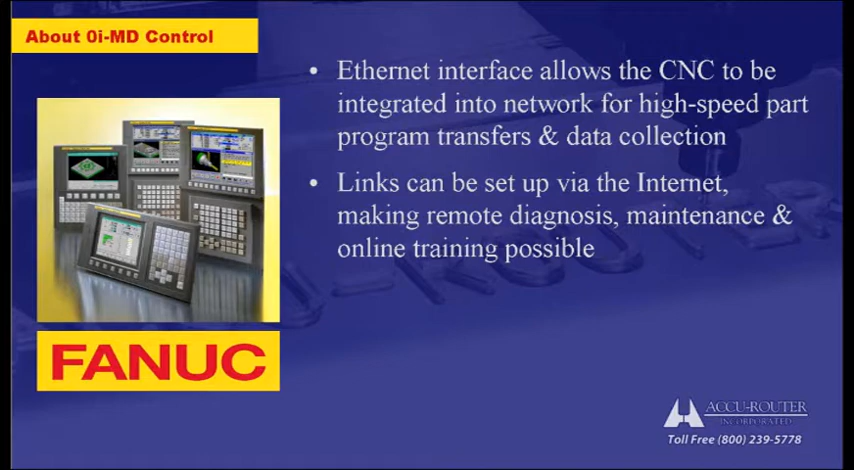 About 0i-MD Control
• Ethernet interface allows the CNC to be
integrated into network for high-speed part
program transfers & data collection
• Links can be set up via the Internet,
making remote diagnosis, maintenance &
online training possible
FANUC
ACCU-ROUTER
INCORPORATED
Toll Free (800) 239-5778